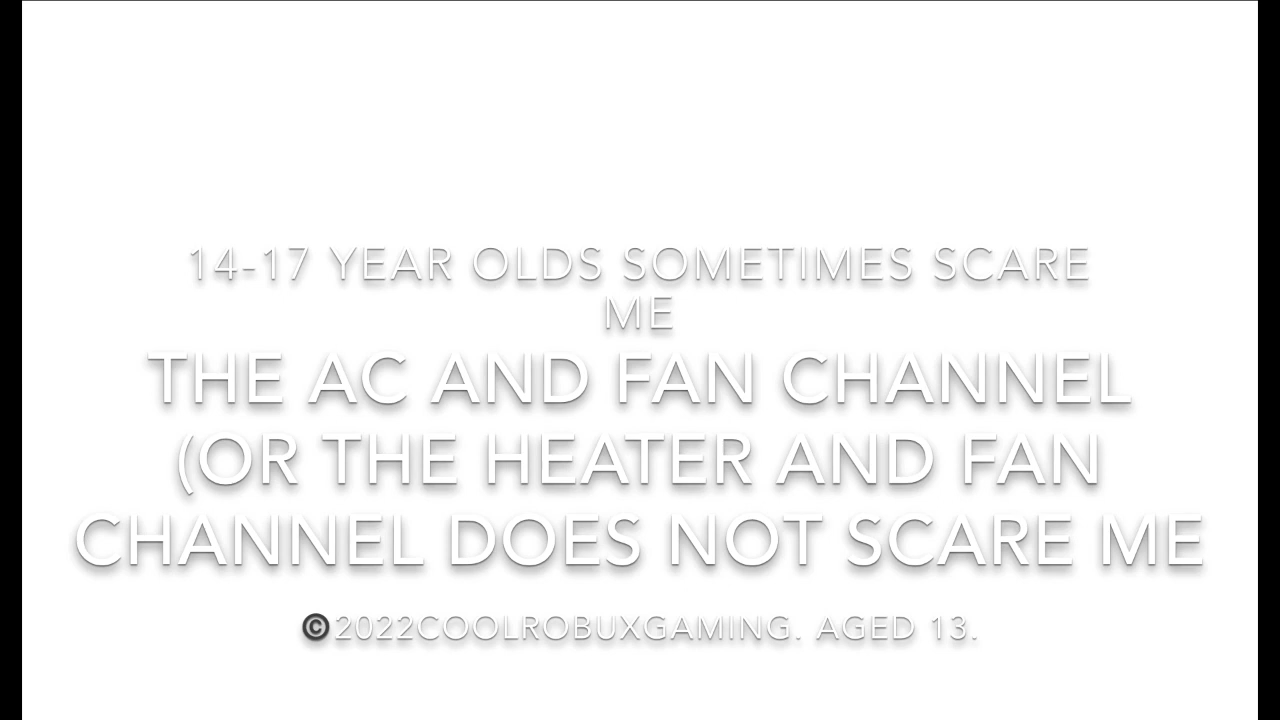 14-17 YEAR OLDS SOMETIMES SCARE
ME
THE AC AND FAN CHANNEL
(OR THE HEATER AND FAN
CHANNEL DOES NOT SCARE ME
©2022COOLROBUXGAMING. AGED 13.